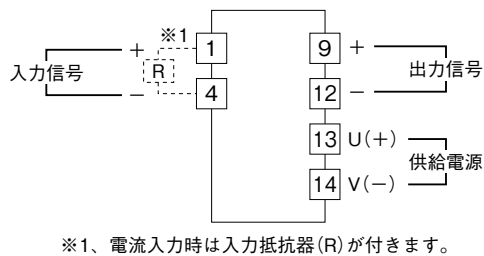 ※1
+ 1 9 +
入力信号 R 出力信号
− 4 12 −
13 U(+)
供給電源
14 V(−)
※1、電流入力時は入力抵抗器(R)が付きます。